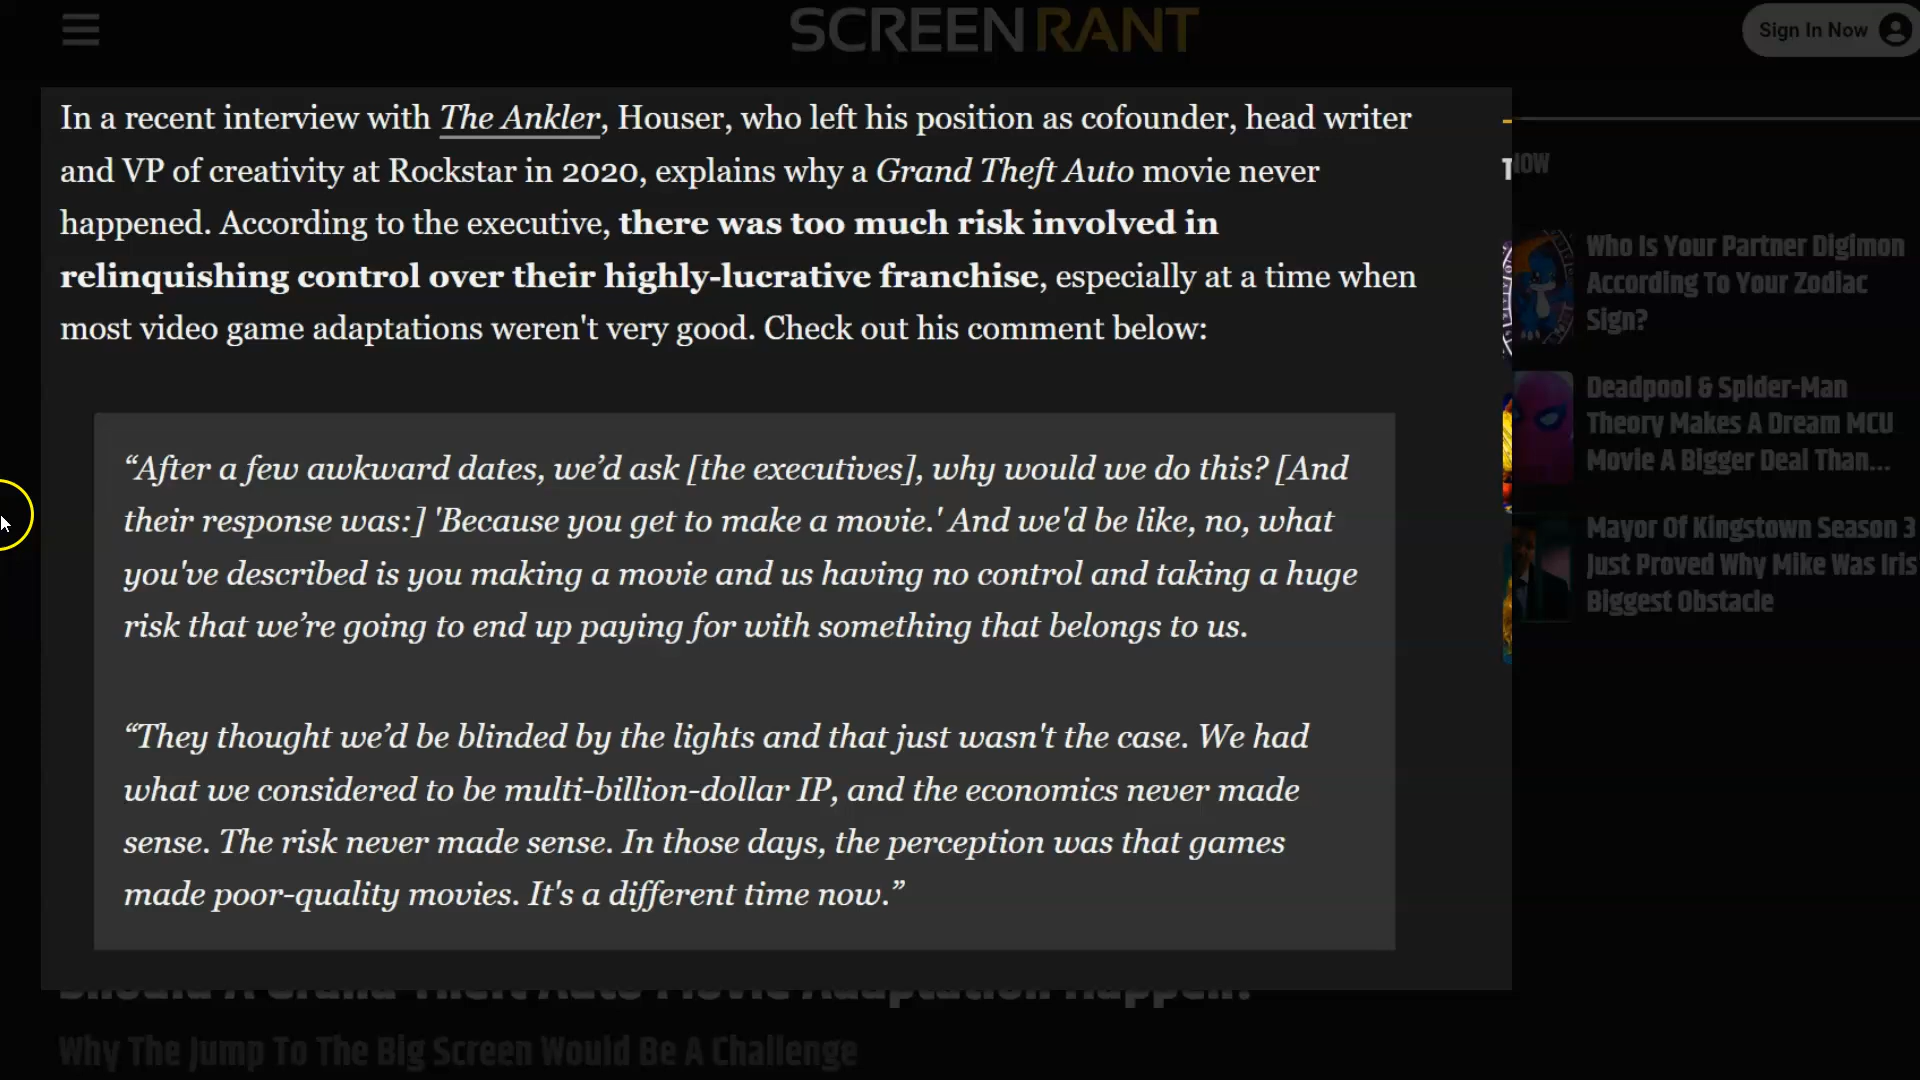 SCREENRANT
Sign In Now
In a recent interview with The Ankler, Houser, who left his position as cofounder, head writer
and VP of creativity at Rockstar in 2020, explains why a Grand Theft Auto movie never
happened. According to the executive, there was too much risk involved in
relinquishing control over their highly-lucrative franchise, especially at a time when
most video game adaptations weren't very good. Check out his comment below:
“After a few awkward dates, we’d ask [the executives], why would we do this? [And
their response was:] 'Because you get to make a movie.' And we'd be like, no, what
you've described is you making a movie and us having no control and taking a huge
risk that we’re going to end up paying for with something that belongs to us.
“They thought we’d be blinded by the lights and that just wasn't the case. We had
what we considered to be multi-billion-dollar IP, and the economics never made
sense. The risk never made sense. In those days, the perception was that games
made poor-quality movies. It's a different time now.”
Should A Grand Theft Auto Movie Adaptation Happen?
Why The Jump To The Big Screen Would Be A Challenge
Who Is Your Partner Digimon
According To Your Zodiac
Sign?
Deadpool & Spider-Man
Theory Makes A Dream MCU
Movie A Bigger Deal Than...
Mayor Of Kingstown Season 3
Just Proved Why Mike Was Iris
Biggest Obstacle